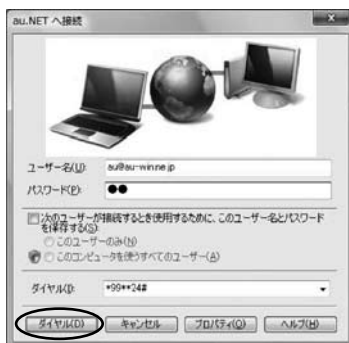 au.NET へ接続
ユーザー名(U): au@au-win.ne.jp
パスワード(P): ●●
次のユーザーが接続するとき使用するために、このユーザー名とパスワード
を保存する(S):
このユーザーのみ(N)
このコンピュータを使うすべてのユーザー(A)
ダイヤル(I): *99**24#
ダイヤル(D) キャンセル プロパティ(O) ヘルプ(H)